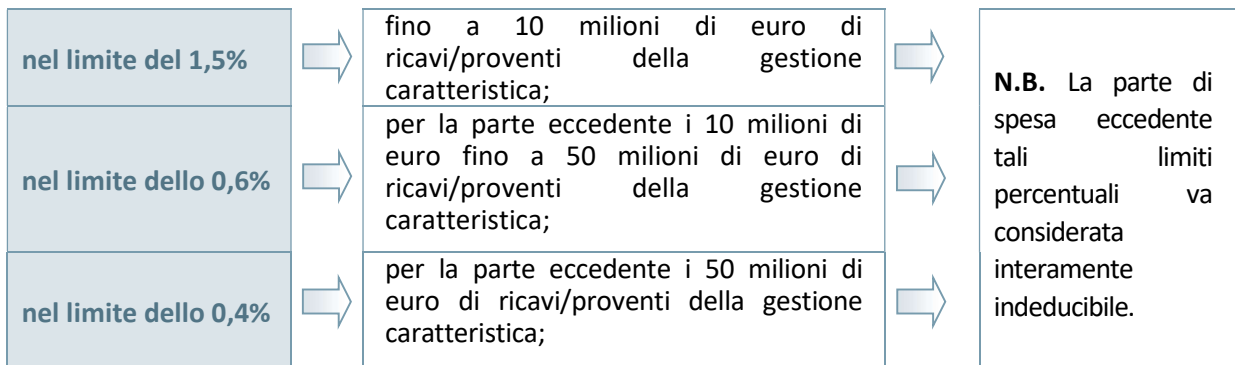 nel limite del 1,5%
fino a 10 milioni di euro di
ricavi/proventi della gestione
caratteristica;
nel limite dello 0,6%
per la parte eccedente i 10 milioni di
euro fino a 50 milioni di euro di
ricavi/proventi della gestione
caratteristica;
nel limite dello 0,4%
per la parte eccedente i 50 milioni di
euro di ricavi/proventi della gestione
caratteristica;
N.B. La parte di
spesa eccedente
tali limiti
percentuali va
considerata
interamente
indeducibile.